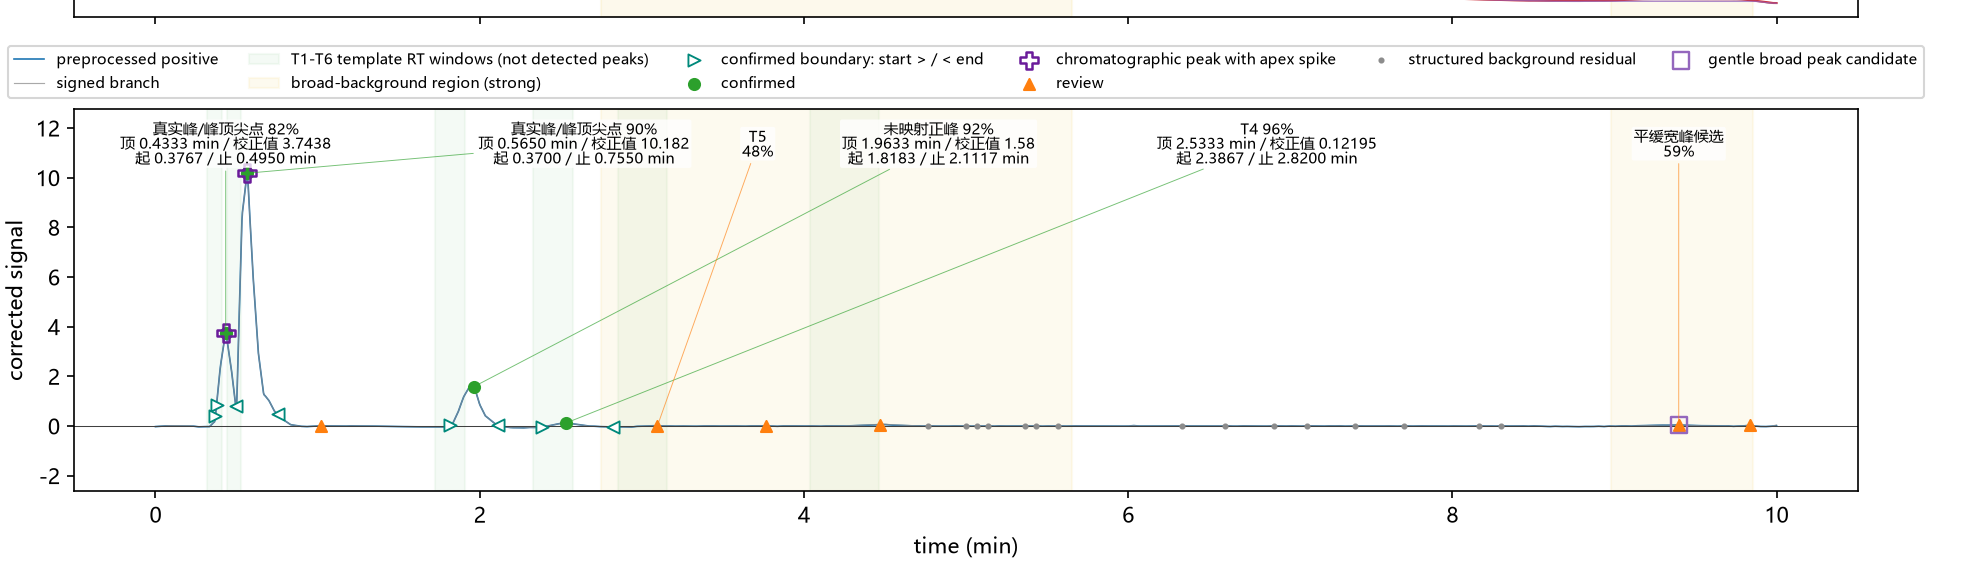 preprocessed positive
signed branch
T1-T6 template RT windows (not detected peaks)
broad-background region (strong)
confirmed boundary: start > / < end
confirmed
chromatographic peak with apex spike
review
structured background residual
gentle broad peak candidate
真实峰/峰顶尖点 82%
顶 0.4333 min / 校正值 3.7438
起 0.3767 / 止 0.4950 min
真实峰/峰顶尖点 90%
顶 0.5650 min / 校正值 10.182
起 0.3700 / 止 0.7550 min
T5
48%
未映射正峰 92%
顶 1.9633 min / 校正值 1.58
起 1.8183 / 止 2.1117 min
T4 96%
顶 2.5333 min / 校正值 0.12195
起 2.3867 / 止 2.8200 min
平缓宽峰候选
59%
corrected signal
12
10
8
6
4
2
0
-2
0 2 4 6 8 10
time (min)